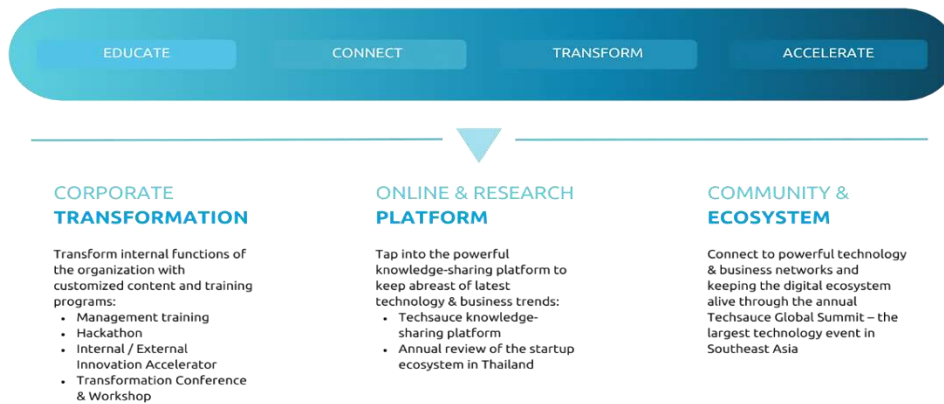 EDUCATE
CONNECT
TRANSFORM
ACCELERATE
CORPORATE
TRANSFORMATION
Transform internal functions of
the organization with
customized content and training
programs:
• Management training
• Hackathon
• Internal / External
Innovation Accelerator
• Transformation Conference
& Workshop
ONLINE & RESEARCH
PLATFORM
Tap into the powerful
knowledge-sharing platform to
keep abreast of latest
technology & business trends:
• Techsauce knowledge-
sharing platform
• Annual review of the startup
ecosystem in Thailand
COMMUNITY &
ECOSYSTEM
Connect to powerful technology
& business networks and
keeping the digital ecosystem
alive through the annual
Techsauce Global Summit – the
largest technology event in
Southeast Asia